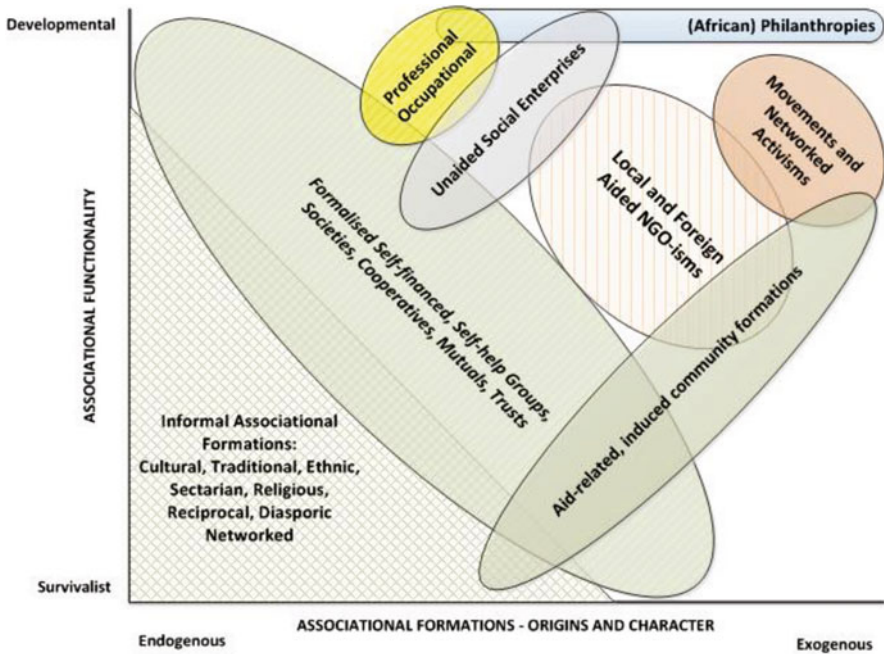 Developmental
(African) Philanthropies
Professional
Occupational
Unaided Social Enterprises
Movements and
Networked
Activisms
Local and Foreign
Aided NGO-isms
ASSOCIATIONAL FUNCTIONALITY
Formalised Self-financed, Self-help Groups,
Societies, Cooperatives, Mutuals, Trusts
Aid-related, induced community formations
Informal Associational
Formations:
Cultural, Traditional, Ethnic,
Sectarian, Religious,
Reciprocal, Diasporic
Networked
Survivalist
ASSOCIATIONAL FORMATIONS - ORIGINS AND CHARACTER
Endogenous
Exogenous